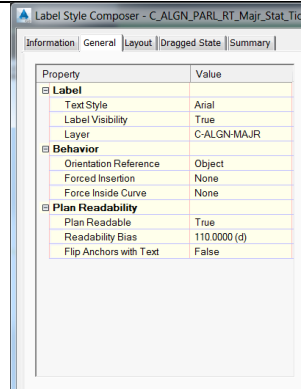 Label Style Composer - C_ALGN_PARL_RT_Majr_Stat_Tic
Information General Layout Dragged State Summary
Property Value
Label
Text Style Arial
Label Visibility True
Layer C-ALGN-MAJR
Behavior
Orientation Reference Object
Forced Insertion None
Force Inside Curve None
Plan Readability
Plan Readable True
Readability Bias 110.0000 (d)
Flip Anchors with Text False